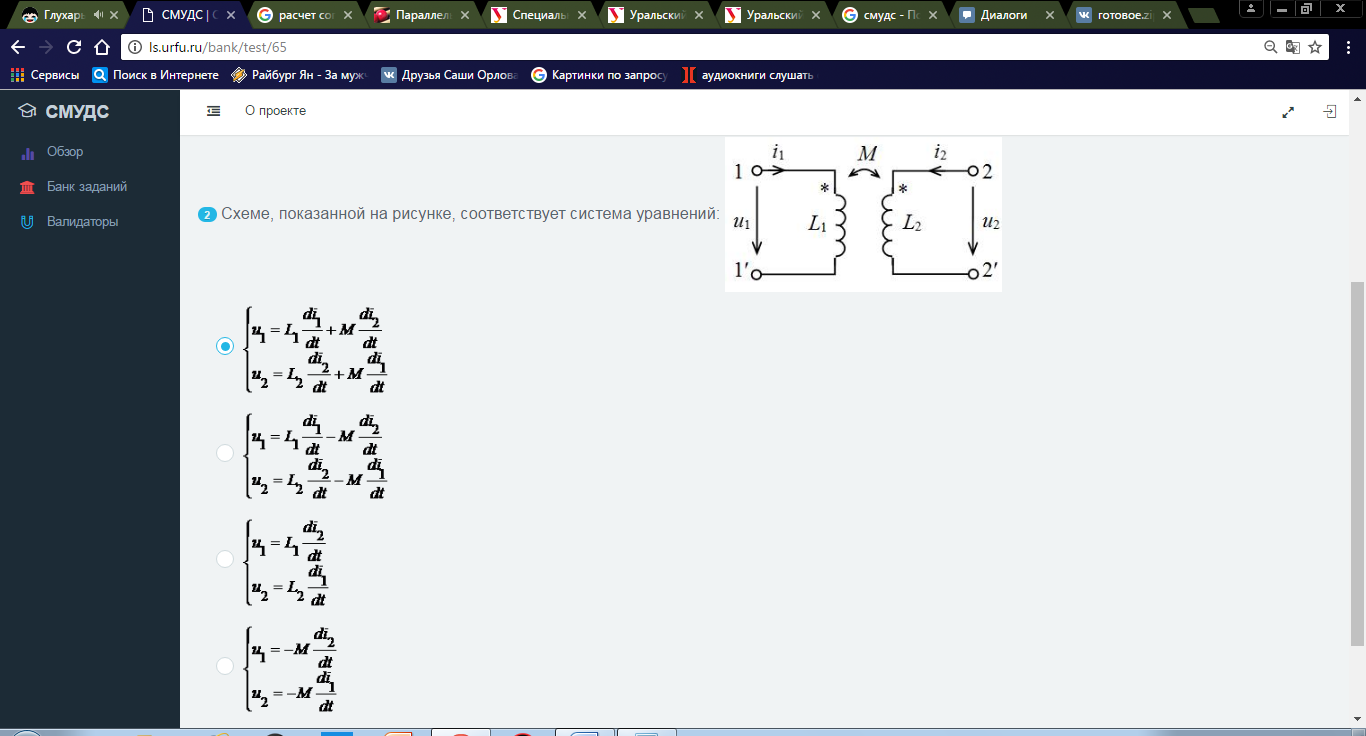 Глухарь
СМУДС | С
расчет сог
Параллел
Специальн
Уральский
Уральский
смудс - По
Диалоги
готовое.zi
ls.urfu.ru/bank/test/65
Сервисы
Поиск в Интернете
Райбург Ян - За муж
Друзья Саши Орлова
Картинки по запросу
аудиокниги слушать
СМУДС
О проекте
Обзор
Банк заданий
Валидаторы
2 Схеме, показанной на рисунке, соответствует система уравнений:
i1 M i2
1 * * 2
u1 L1 L2 u2
1′ 2′
u1 = L1 di1/dt + M di2/dt
u2 = L2 di2/dt + M di1/dt
u1 = L1 di1/dt − M di2/dt
u2 = L2 di2/dt − M di1/dt
u1 = L1 di2/dt
u2 = L2 di1/dt
u1 = −M di2/dt
u2 = −M di1/dt